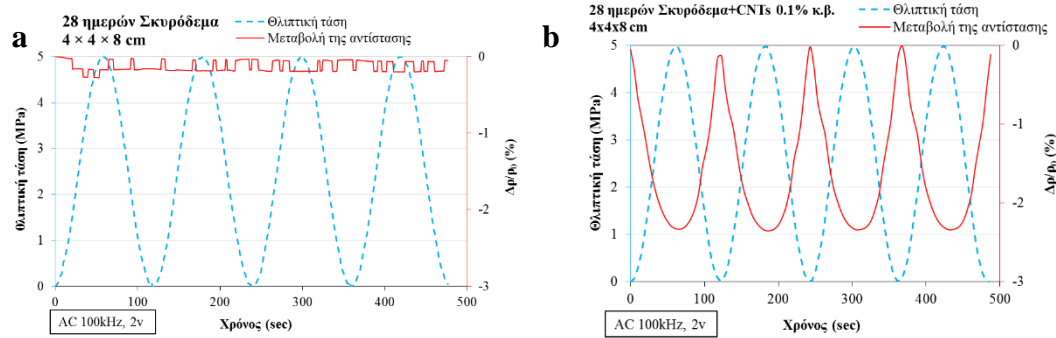 a
28 ημερών Σκυρόδεμα
4 × 4 × 8 cm
Θλιπτική τάση
Μεταβολή της αντίστασης
5
4
3
2
1
0
θλιπτική τάση (MPa)
0
-1
-2
-3
Δρ/ρ₀ (%)
0
100
200
300
400
500
Χρόνος (sec)
AC 100kHz, 2v
b
28 ημερών Σκυρόδεμα+CNTs 0.1% κ.β.
4x4x8 cm
Θλιπτική τάση
Μεταβολή της αντίστασης
5
4
3
2
1
0
Θλιπτική τάση (MPa)
0
-1
-2
-3
Δρ/ρ₀ (%)
0
100
200
300
400
500
Χρόνος (sec)
AC 100kHz, 2v